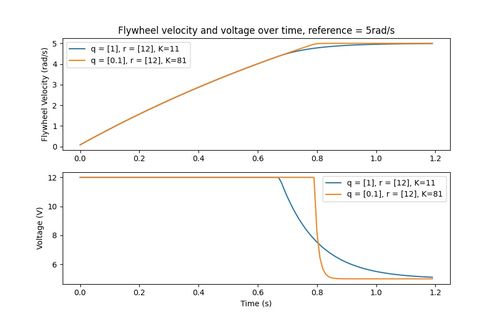 Flywheel velocity and voltage over time, reference = 5rad/s
Flywheel Velocity (rad/s)
5
4
3
2
1
0
q = [1], r = [12], K=11
q = [0.1], r = [12], K=81
0.0 0.2 0.4 0.6 0.8 1.0 1.2
Voltage (V)
12
10
8
6
q = [1], r = [12], K=11
q = [0.1], r = [12], K=81
0.0 0.2 0.4 0.6 0.8 1.0 1.2
Time (s)